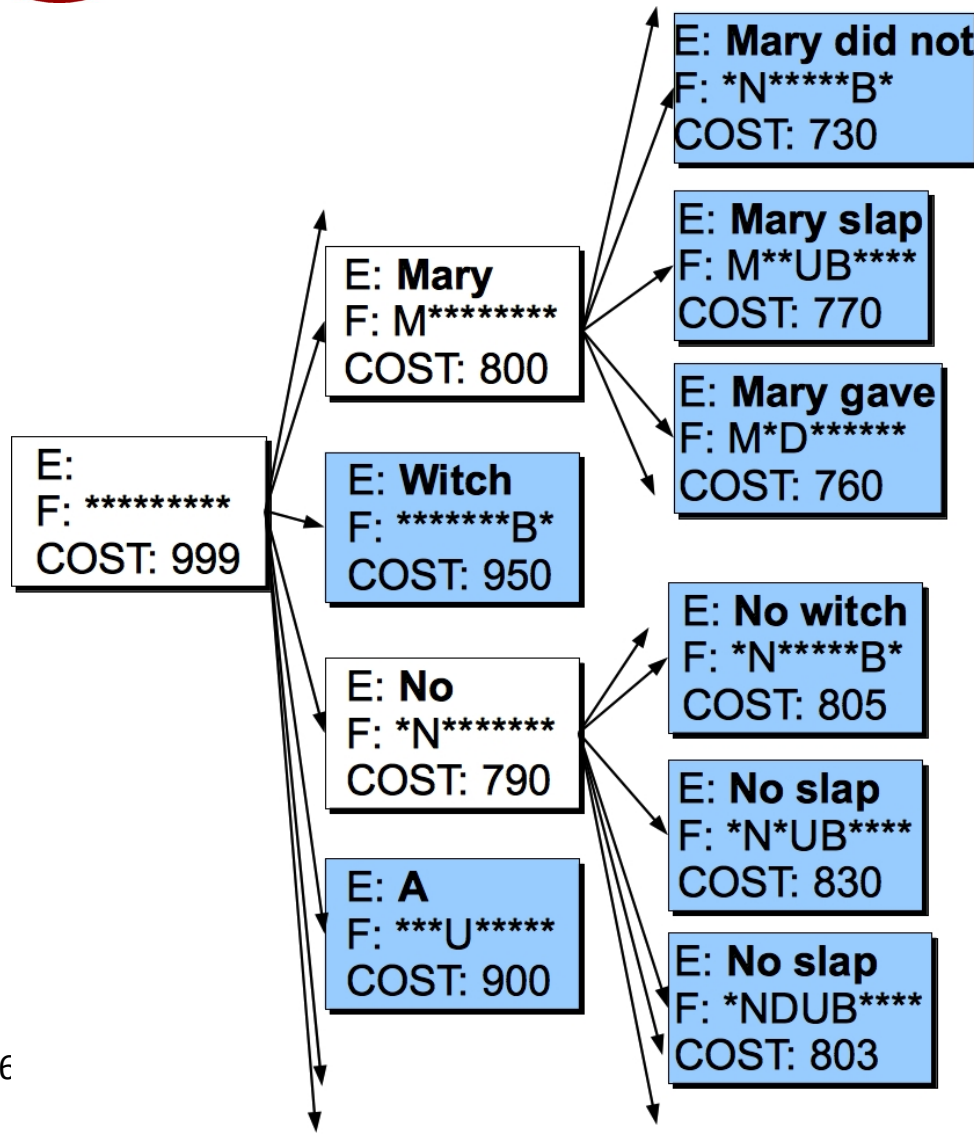 E:
F: *********
COST: 999
E: Mary
F: M********
COST: 800
E: Witch
F: *******B*
COST: 950
E: No
F: *N*******
COST: 790
E: A
F: ***U*****
COST: 900
E: Mary did not
F: *N*****B*
COST: 730
E: Mary slap
F: M**UB****
COST: 770
E: Mary gave
F: M*D******
COST: 760
E: No witch
F: *N*****B*
COST: 805
E: No slap
F: *N*UB****
COST: 830
E: No slap
F: *NDUB****
COST: 803